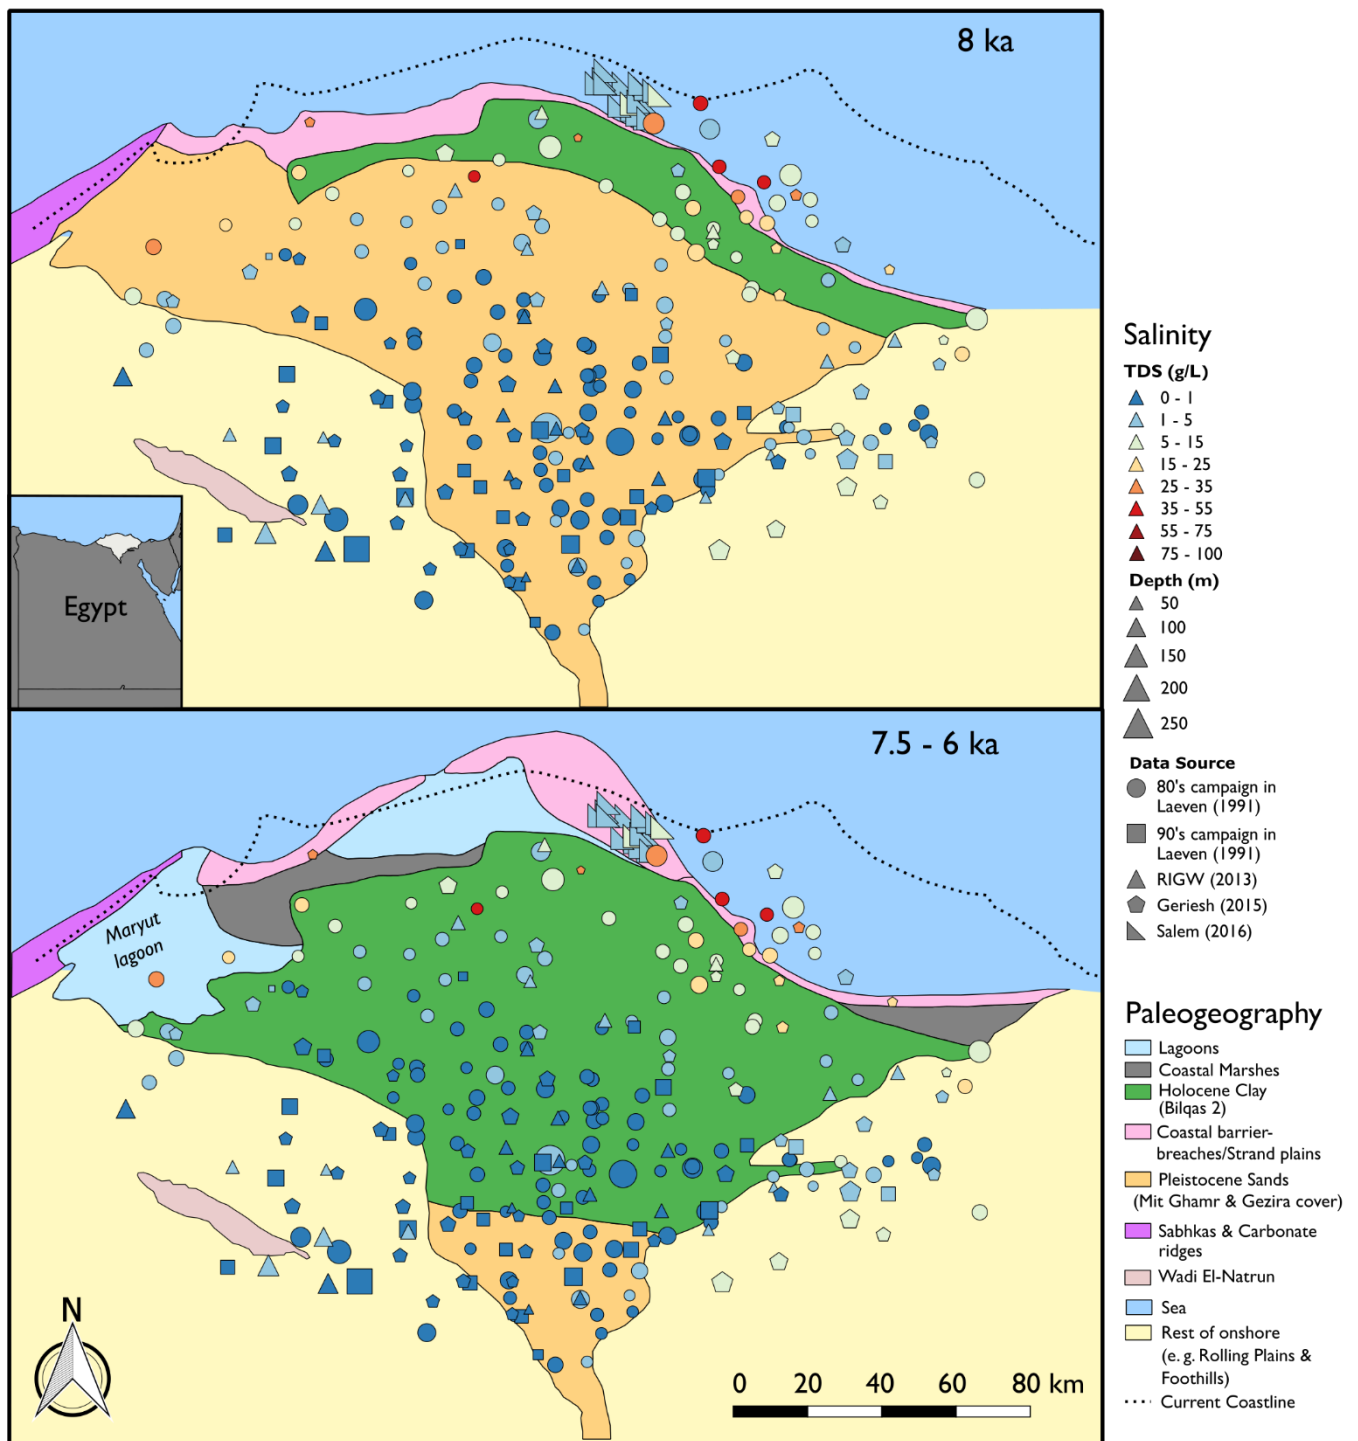 8 ka
Egypt
7.5 - 6 ka
Maryut
lagoon
N
0 20 40 60 80 km
Salinity
TDS (g/L)
0 - 1
1 - 5
5 - 15
15 - 25
25 - 35
35 - 55
55 - 75
75 - 100
Depth (m)
50
100
150
200
250
Data Source
80's campaign in
Laeven (1991)
90's campaign in
Laeven (1991)
RIGW (2013)
Geriesh (2015)
Salem (2016)
Paleogeography
Lagoons
Coastal Marshes
Holocene Clay
(Bilqas 2)
Coastal barrier-
breaches/Strand plains
Pleistocene Sands
(Mit Ghamr & Gezira cover)
Sabhkas & Carbonate
ridges
Wadi El-Natrun
Sea
Rest of onshore
(e. g. Rolling Plains &
Foothills)
Current Coastline